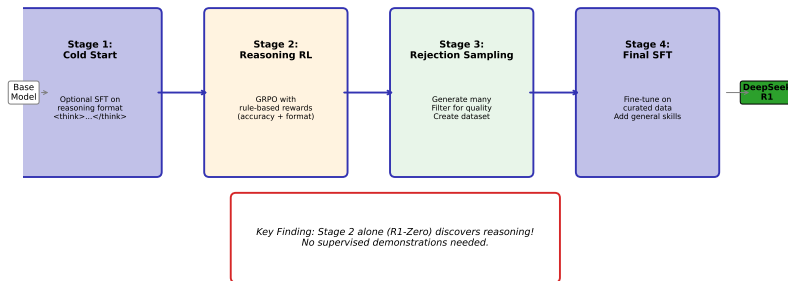 Stage 1:
Cold Start
Optional SFT on
reasoning format
<think>...</think>
Stage 2:
Reasoning RL
GRPO with
rule-based rewards
(accuracy + format)
Stage 3:
Rejection Sampling
Generate many
Filter for quality
Create dataset
Stage 4:
Final SFT
Fine-tune on
curated data
Add general skills
Base
Model
DeepSeek
R1
Key Finding: Stage 2 alone (R1-Zero) discovers reasoning!
No supervised demonstrations needed.